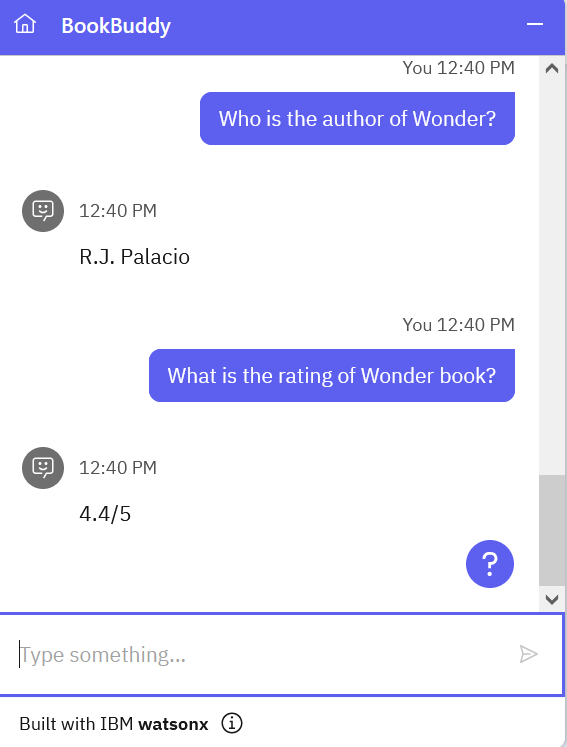 BookBuddy
You 12:40 PM
Who is the author of Wonder?
12:40 PM
R.J. Palacio
You 12:40 PM
What is the rating of Wonder book?
12:40 PM
4.4/5
?
Type something...
Built with IBM watsonx